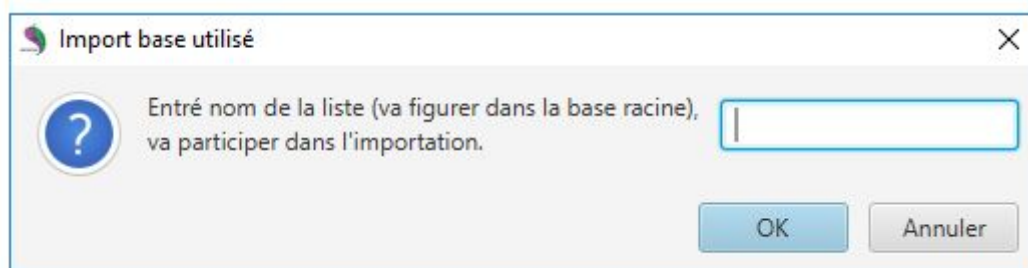 Import base utilisé
Entré nom de la liste (va figurer dans la base racine),
va participer dans l'importation.
OK
Annuler